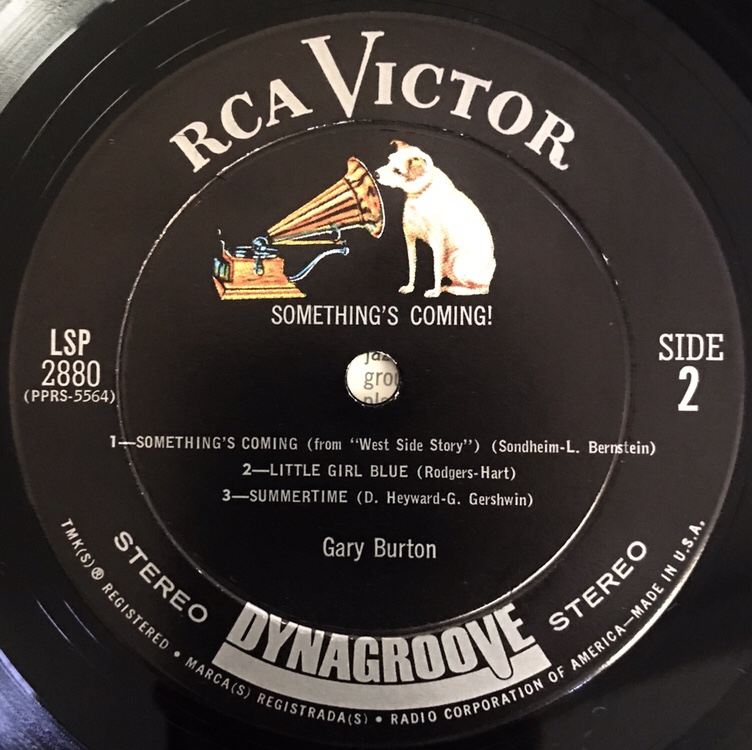 RCA VICTOR
SOMETHING'S COMING!
LSP
2880
(PPRS-5564)
SIDE
2
1—SOMETHING'S COMING (from “West Side Story”) (Sondheim-L. Bernstein)
2—LITTLE GIRL BLUE (Rodgers-Hart)
3—SUMMERTIME (D. Heyward-G. Gershwin)
Gary Burton
STEREO
DYNAGROOVE
STEREO
TMK(S) ® REGISTERED • MARCA(S) REGISTRADA(S) • RADIO CORPORATION OF AMERICA—MADE IN U.S.A.